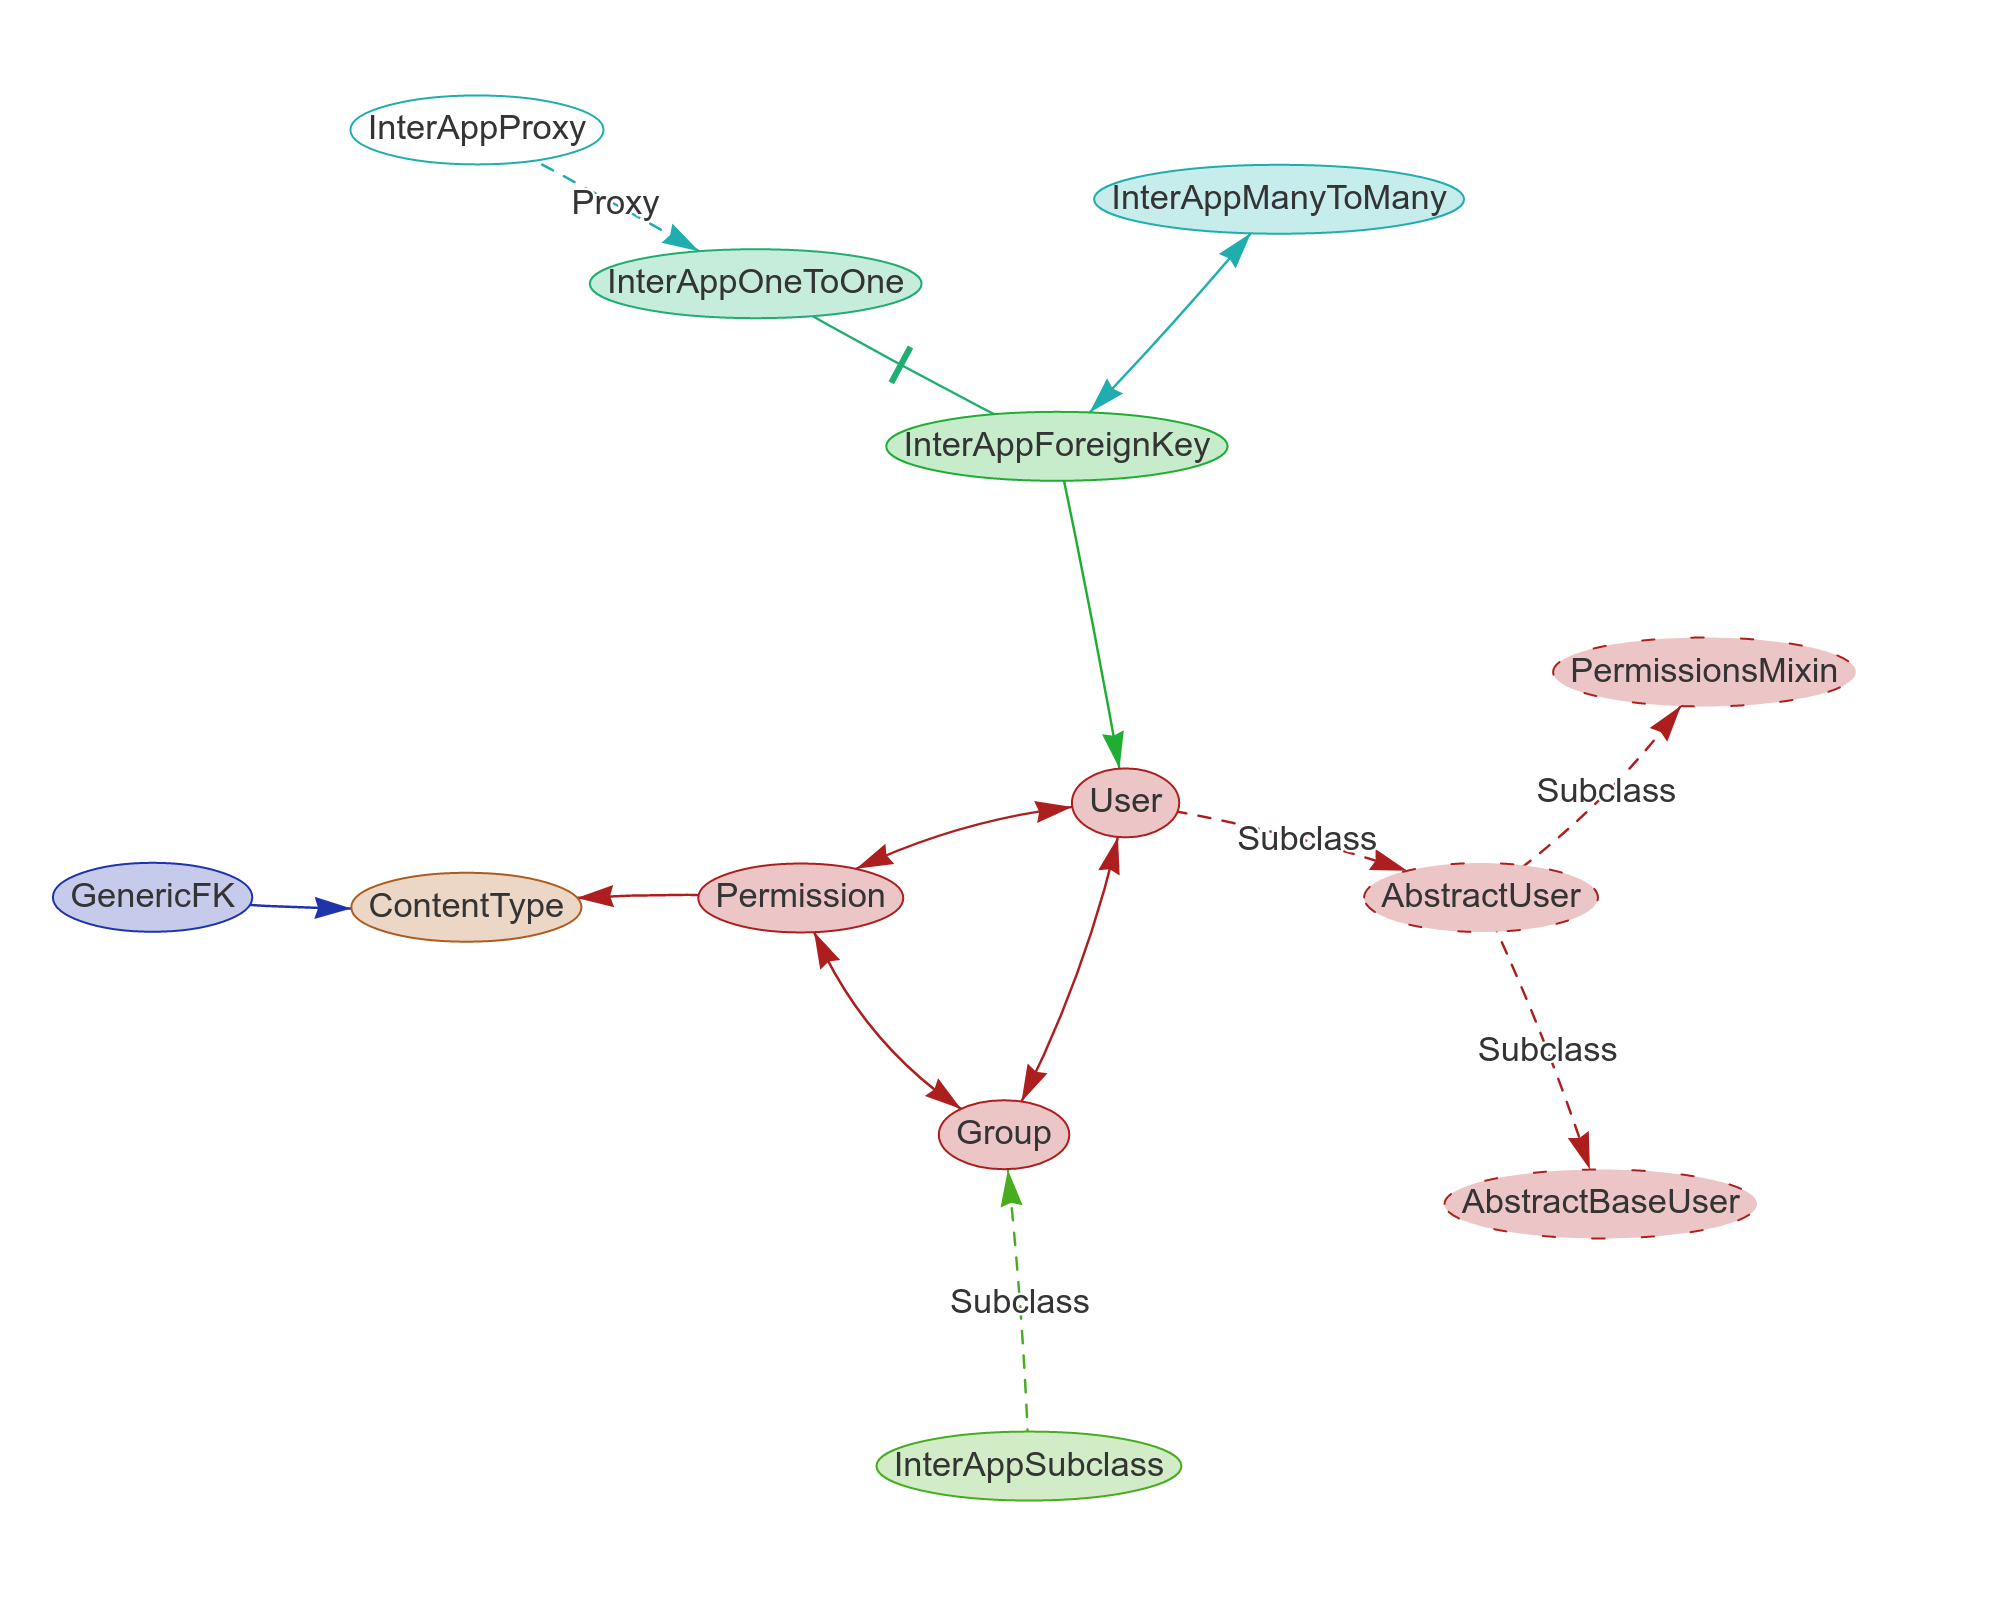 InterAppProxy
InterAppManyToMany
Proxy
InterAppOneToOne
InterAppForeignKey
PermissionsMixin
Subclass
User
Subclass
GenericFK
ContentType
Permission
AbstractUser
Subclass
Group
AbstractBaseUser
Subclass
InterAppSubclass